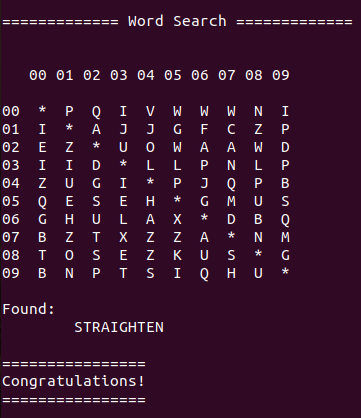 ============= Word Search =============
00 01 02 03 04 05 06 07 08 09
00 * P Q I V W W W N I
01 I * A J J G F C Z P
02 E Z * U O W A A W D
03 I I D * L L P N L P
04 Z U G I * P J Q P B
05 Q E S E H * G M U S
06 G H U L A X * D B Q
07 B Z T X Z Z A * N M
08 T O S E Z K U S * G
09 B N P T S I Q H U *
Found:
STRAIGHTEN
================
Congratulations!
================